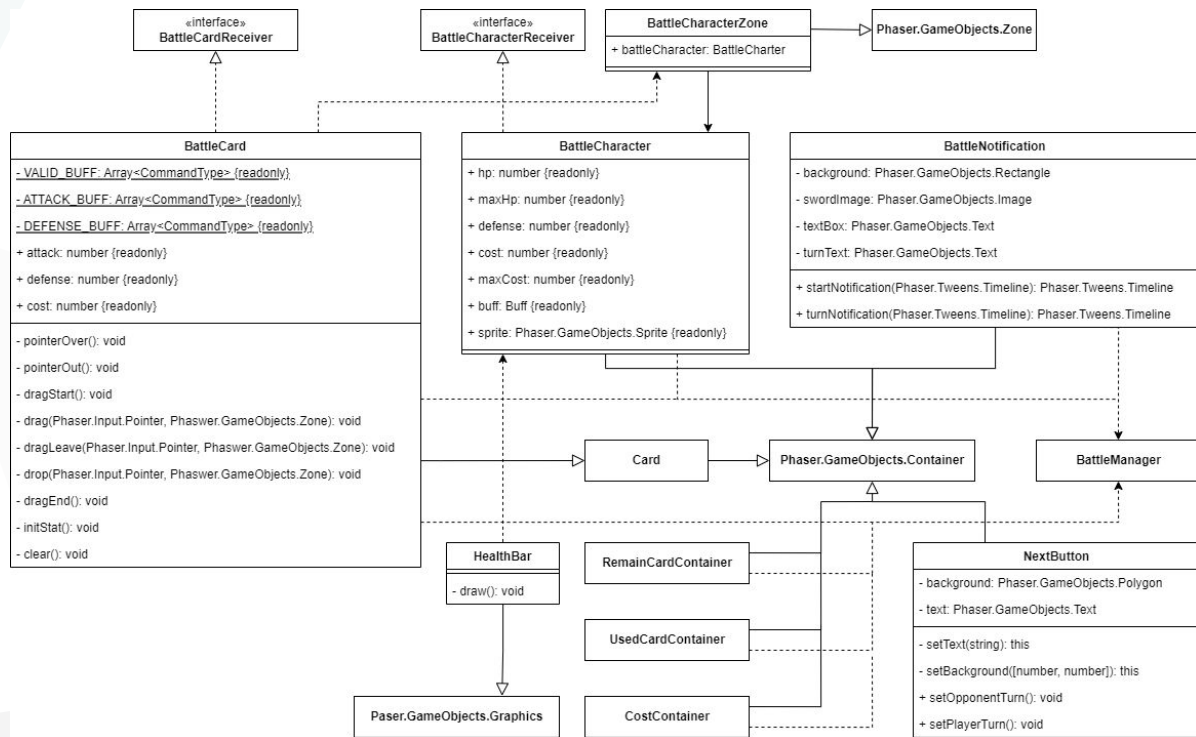 «interface»
BattleCardReceiver
«interface»
BattleCharacterReceiver
BattleCharacterZone
+ battleCharacter: BattleCharter
Phaser.GameObjects.Zone
BattleCard
- VALID_BUFF: Array<CommandType> {readonly}
- ATTACK_BUFF: Array<CommandType> {readonly}
- DEFENSE_BUFF: Array<CommandType> {readonly}
+ attack: number {readonly}
+ defense: number {readonly}
+ cost: number {readonly}
- pointerOver(): void
- pointerOut(): void
- dragStart(): void
- drag(Phaser.Input.Pointer, Phaswer.GameObjects.Zone): void
- dragLeave(Phaser.Input.Pointer, Phaswer.GameObjects.Zone): void
- drop(Phaser.Input.Pointer, Phaswer.GameObjects.Zone): void
- dragEnd(): void
- initStat(): void
- clear(): void
BattleCharacter
+ hp: number {readonly}
+ maxHp: number {readonly}
+ defense: number {readonly}
+ cost: number {readonly}
+ maxCost: number {readonly}
+ buff: Buff {readonly}
+ sprite: Phaser.GameObjects.Sprite {readonly}
BattleNotification
- background: Phaser.GameObjects.Rectangle
- swordImage: Phaser.GameObjects.Image
- textBox: Phaser.GameObjects.Text
- turnText: Phaser.GameObjects.Text
+ startNotification(Phaser.Tweens.Timeline): Phaser.Tweens.Timeline
+ turnNotification(Phaser.Tweens.Timeline): Phaser.Tweens.Timeline
Card
Phaser.GameObjects.Container
BattleManager
HealthBar
- draw(): void
RemainCardContainer
UsedCardContainer
CostContainer
Paser.GameObjects.Graphics
NextButton
- background: Phaser.GameObjects.Polygon
- text: Phaser.GameObjects.Text
- setText(string): this
- setBackground([number, number]): this
+ setOpponentTurn(): void
+ setPlayerTurn(): void